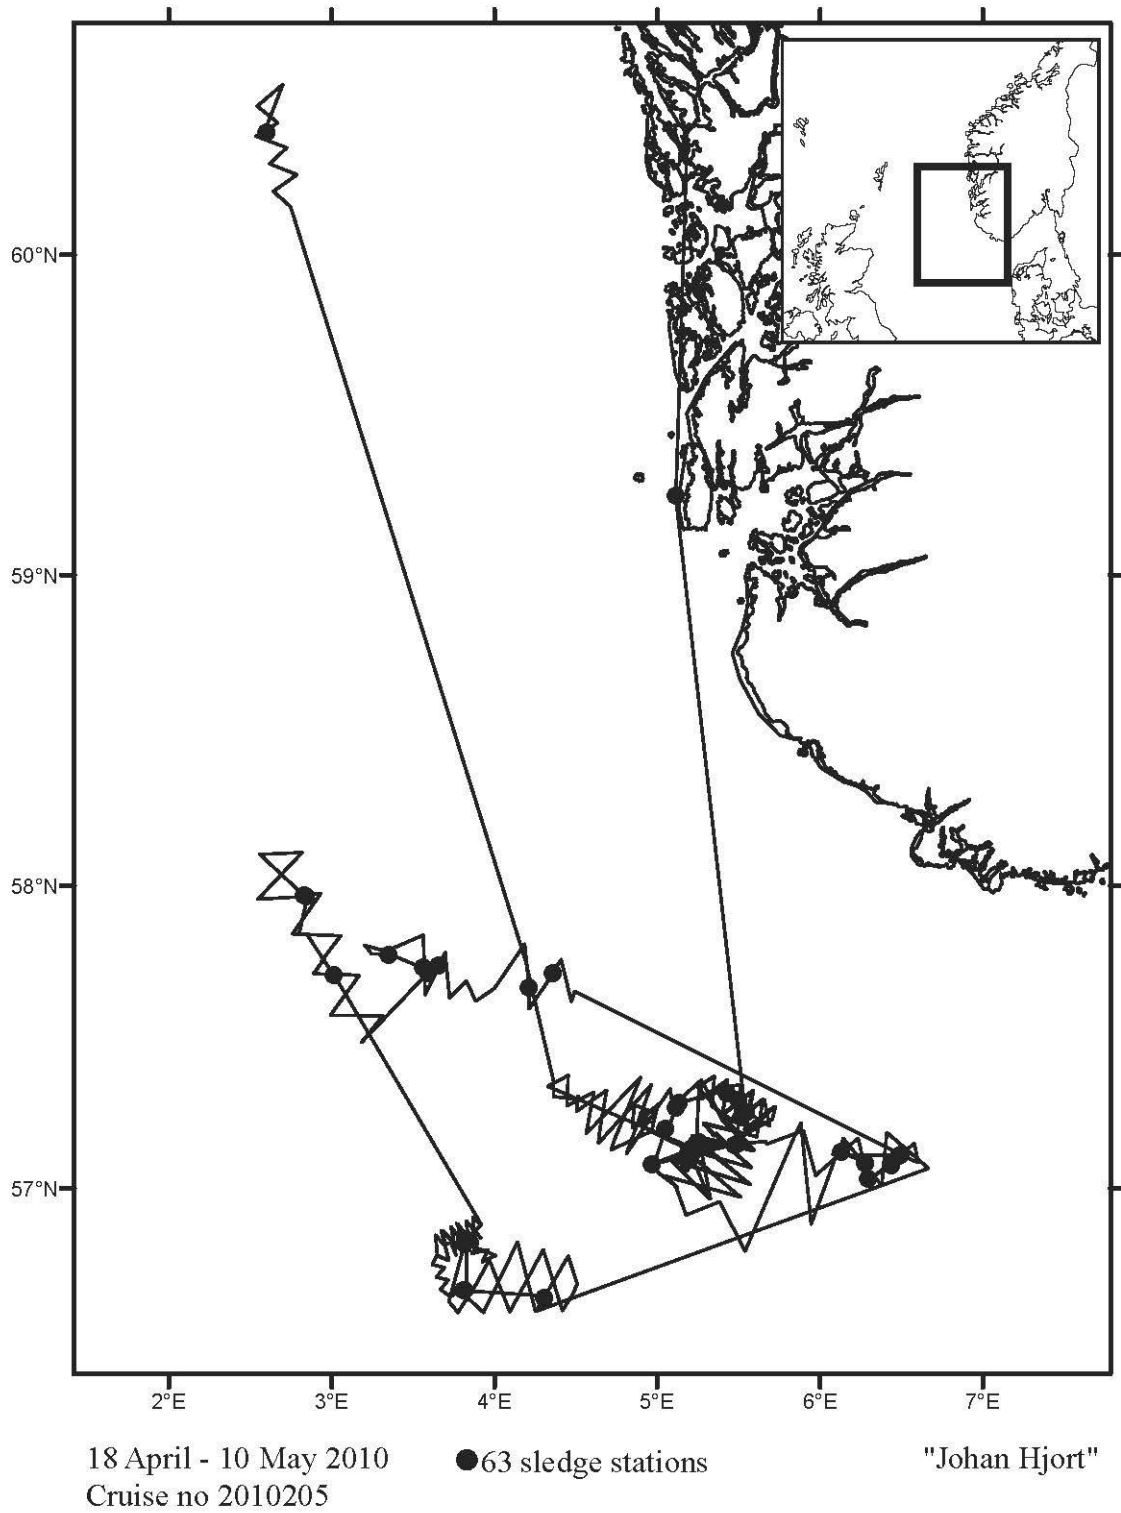 60°N
59°N
58°N
57°N
2°E 3°E 4°E 5°E 6°E 7°E
18 April - 10 May 2010 63 sledge stations "Johan Hjort"
Cruise no 2010205